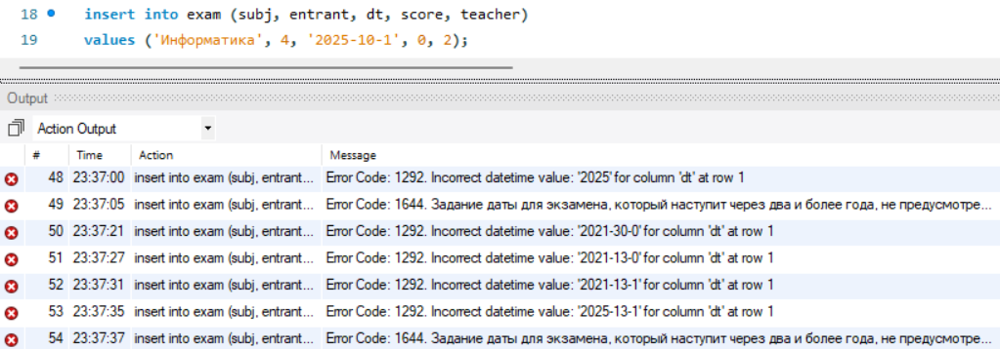 18 insert into exam (subj, entrant, dt, score, teacher)
19 values ('Информатика', 4, '2025-10-1', 0, 2);
Output
Action Output
# Time Action Message
48 23:37:00 insert into exam (subj, entrant... Error Code: 1292. Incorrect datetime value: '2025' for column 'dt' at row 1
49 23:37:05 insert into exam (subj, entrant... Error Code: 1644. Задание даты для экзамена, который наступит через два и более года, не предусмотре...
50 23:37:21 insert into exam (subj, entrant... Error Code: 1292. Incorrect datetime value: '2021-30-0' for column 'dt' at row 1
51 23:37:27 insert into exam (subj, entrant... Error Code: 1292. Incorrect datetime value: '2021-13-0' for column 'dt' at row 1
52 23:37:31 insert into exam (subj, entrant... Error Code: 1292. Incorrect datetime value: '2021-13-1' for column 'dt' at row 1
53 23:37:35 insert into exam (subj, entrant... Error Code: 1292. Incorrect datetime value: '2025-13-1' for column 'dt' at row 1
54 23:37:37 insert into exam (subj, entrant... Error Code: 1644. Задание даты для экзамена, который наступит через два и более года, не предусмотре...